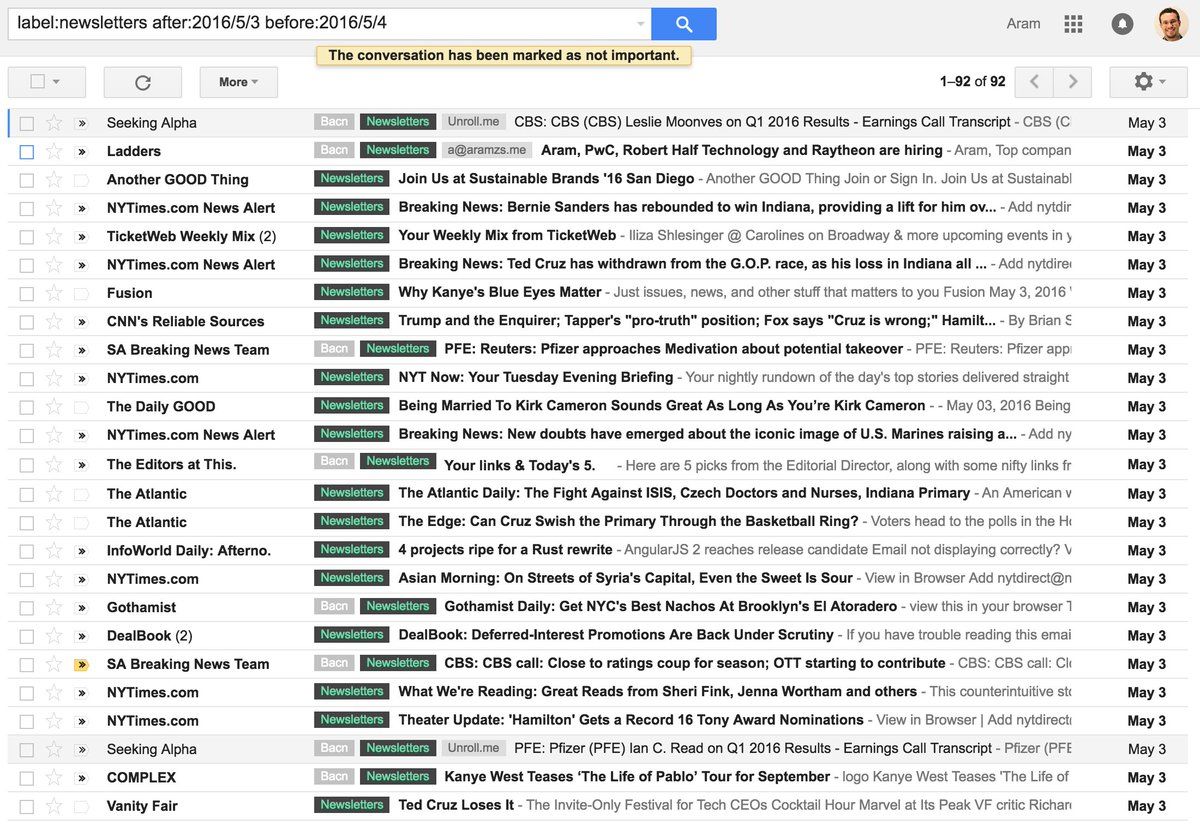 label:newsletters after:2016/5/3 before:2016/5/4 Aram
The conversation has been marked as not important.
More 1–92 of 92
» Seeking Alpha Bacn Newsletters Unroll.me CBS: CBS (CBS) Leslie Moonves on Q1 2016 Results - Earnings Call Transcript - CBS (C May 3
» Ladders Bacn Newsletters a@aramzs.me Aram, PwC, Robert Half Technology and Raytheon are hiring - Aram, Top compan May 3
» Another GOOD Thing Newsletters Join Us at Sustainable Brands '16 San Diego - Another GOOD Thing Join or Sign In. Join Us at Sustainabl May 3
» NYTimes.com News Alert Newsletters Breaking News: Bernie Sanders has rebounded to win Indiana, providing a lift for him ov... - Add nytdir May 3
» TicketWeb Weekly Mix (2) Newsletters Your Weekly Mix from TicketWeb - Iliza Shlesinger @ Carolines on Broadway & more upcoming events in y May 3
» NYTimes.com News Alert Newsletters Breaking News: Ted Cruz has withdrawn from the G.O.P. race, as his loss in Indiana all ... - Add nytdire May 3
Fusion Newsletters Why Kanye's Blue Eyes Matter - Just issues, news, and other stuff that matters to you Fusion May 3, 2016 May 3
» CNN's Reliable Sources Newsletters Trump and the Enquirer; Tapper's "pro-truth" position; Fox says "Cruz is wrong;" Hamilt... - By Brian S May 3
» SA Breaking News Team Bacn Newsletters PFE: Reuters: Pfizer approaches Medivation about potential takeover - PFE: Reuters: Pfizer app May 3
» NYTimes.com Newsletters NYT Now: Your Tuesday Evening Briefing - Your nightly rundown of the day's top stories delivered straight May 3
The Daily GOOD Newsletters Being Married To Kirk Cameron Sounds Great As Long As You’re Kirk Cameron - - May 03, 2016 Being May 3
» NYTimes.com News Alert Newsletters Breaking News: New doubts have emerged about the iconic image of U.S. Marines raising a... - Add ny May 3
» The Editors at This. Bacn Newsletters Your links & Today's 5. - Here are 5 picks from the Editorial Director, along with some nifty links fr May 3
The Atlantic Newsletters The Atlantic Daily: The Fight Against ISIS, Czech Doctors and Nurses, Indiana Primary - An American w May 3
The Atlantic Newsletters The Edge: Can Cruz Swish the Primary Through the Basketball Ring? - Voters head to the polls in the Ho May 3
» InfoWorld Daily: Afterno. Newsletters 4 projects ripe for a Rust rewrite - AngularJS 2 reaches release candidate Email not displaying correctly? V May 3
» NYTimes.com Newsletters Asian Morning: On Streets of Syria's Capital, Even the Sweet Is Sour - View in Browser Add nytdirect@n May 3
» Gothamist Bacn Newsletters Gothamist Daily: Get NYC's Best Nachos At Brooklyn's El Atoradero - view this in your browser T May 3
» DealBook (2) Newsletters DealBook: Deferred-Interest Promotions Are Back Under Scrutiny - If you have trouble reading this emai May 3
» SA Breaking News Team Bacn Newsletters CBS: CBS call: Close to ratings coup for season; OTT starting to contribute - CBS: CBS call: Clo May 3
» NYTimes.com Newsletters What We're Reading: Great Reads from Sheri Fink, Jenna Wortham and others - This counterintuitive sto May 3
» NYTimes.com Newsletters Theater Update: 'Hamilton' Gets a Record 16 Tony Award Nominations - View in Browser | Add nytdirect May 3
» Seeking Alpha Bacn Newsletters Unroll.me PFE: Pfizer (PFE) Ian C. Read on Q1 2016 Results - Earnings Call Transcript - Pfizer (PFE May 3
» COMPLEX Bacn Newsletters Kanye West Teases ‘The Life of Pablo’ Tour for September - logo Kanye West Teases 'The Life of May 3
Vanity Fair Newsletters Ted Cruz Loses It - The Invite-Only Festival for Tech CEOs Cocktail Hour Marvel at Its Peak VF critic Richar May 3